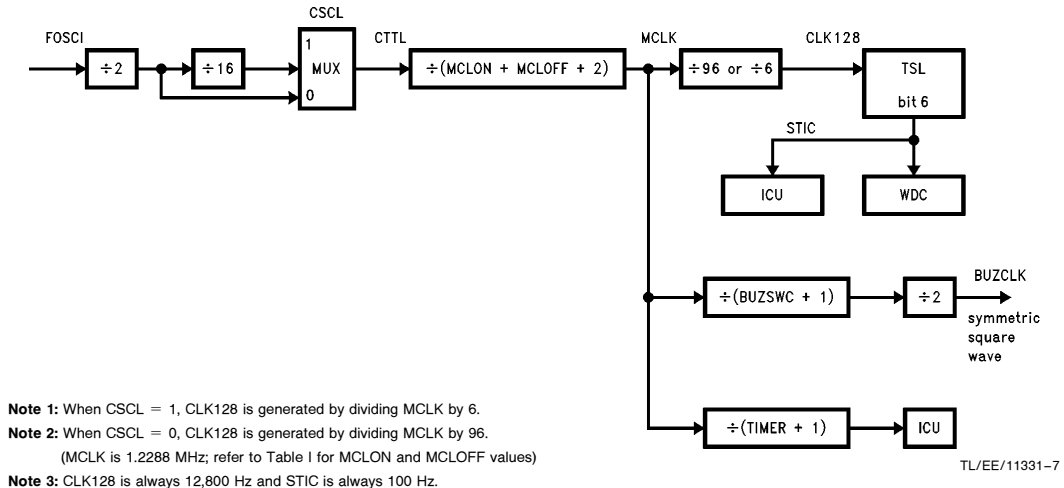 CSCL
FOSCI
÷2
÷16
1
MUX
0
CTTL
÷(MCLON + MCLOFF + 2)
MCLK
÷96 or ÷6
CLK128
TSL
bit 6
STIC
ICU
WDC
÷(BUZSWC + 1)
÷2
BUZCLK
symmetric
square
wave
÷(TIMER + 1)
ICU
Note 1: When CSCL = 1, CLK128 is generated by dividing MCLK by 6.
Note 2: When CSCL = 0, CLK128 is generated by dividing MCLK by 96.
(MCLK is 1.2288 MHz; refer to Table I for MCLON and MCLOFF values)
Note 3: CLK128 is always 12,800 Hz and STIC is always 100 Hz.
TL/EE/11331-7